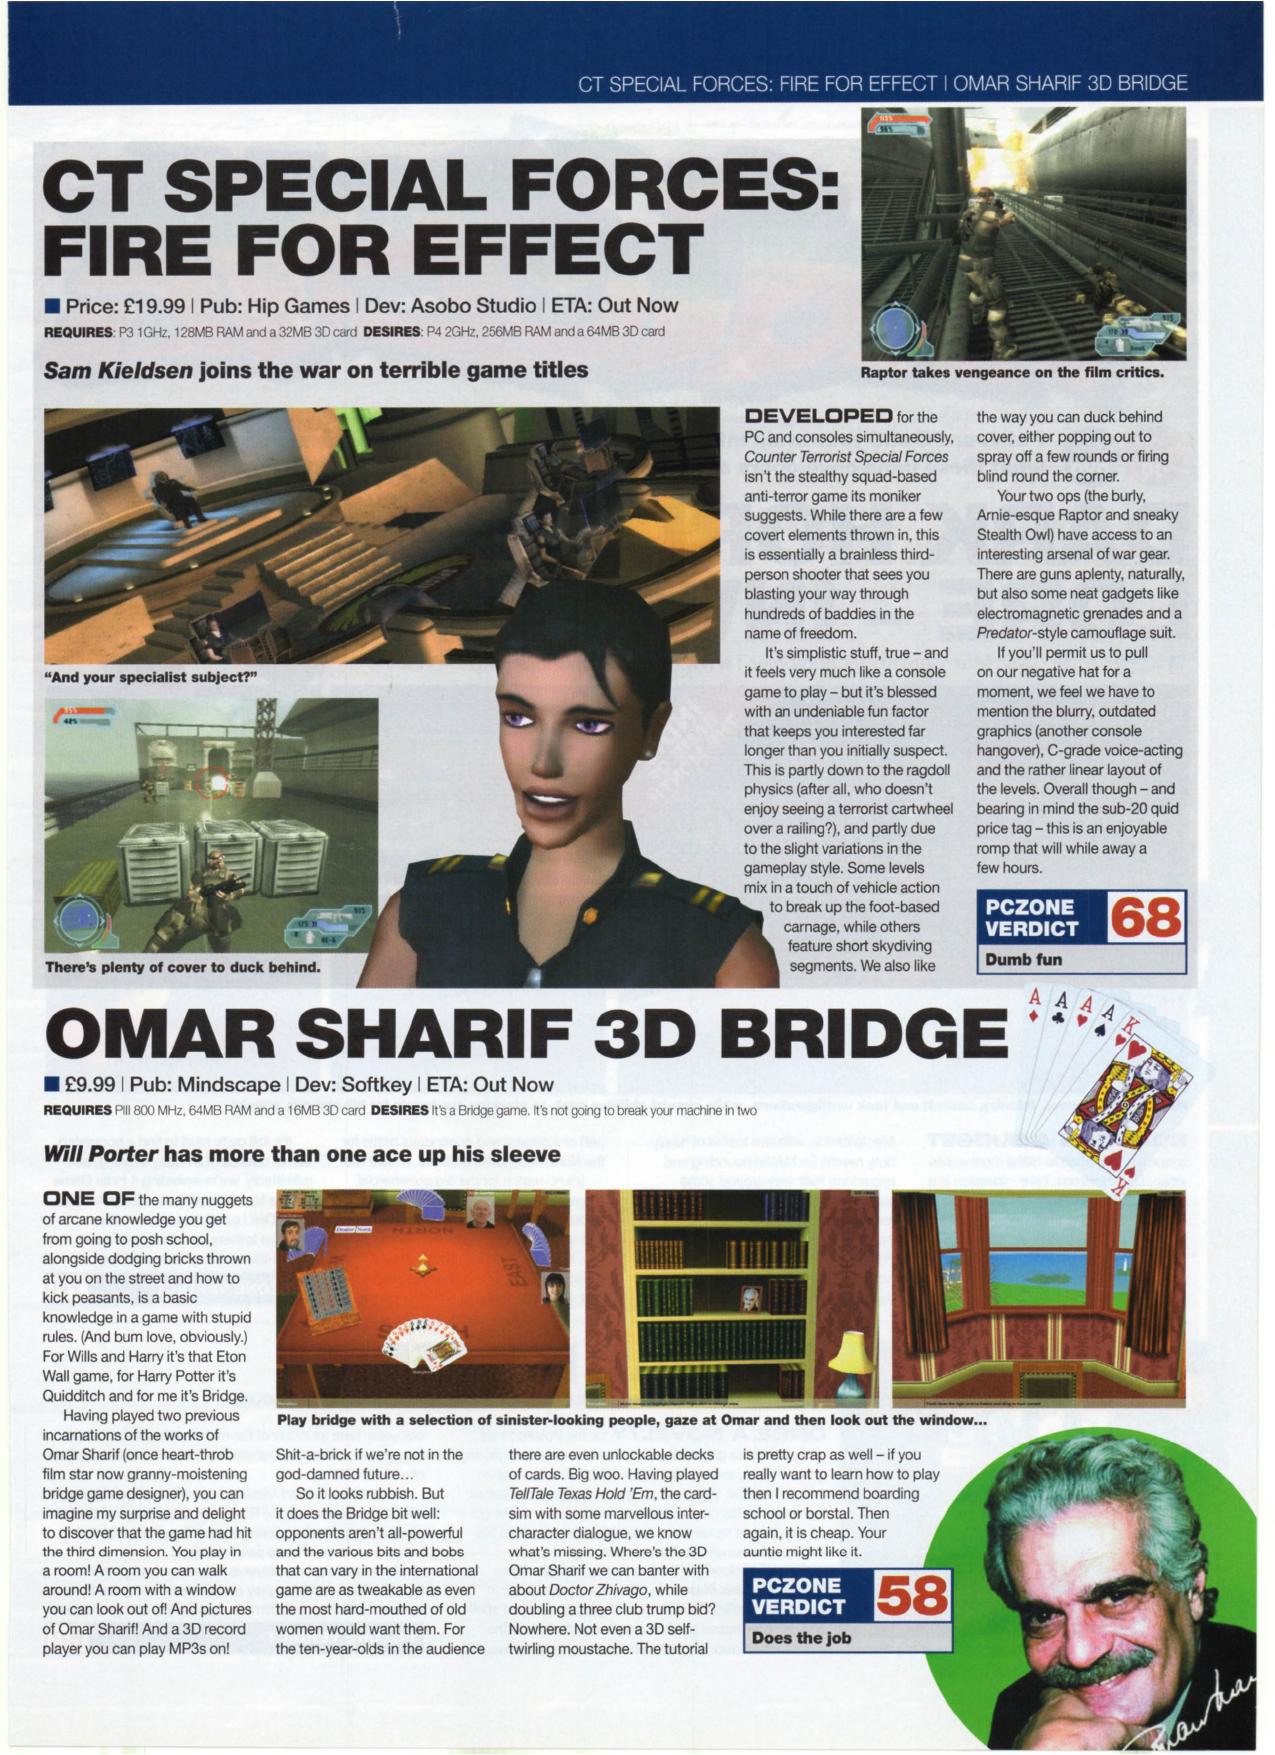 CT SPECIAL FORCES: FIRE FOR EFFECT | OMAR SHARIF 3D BRIDGE
CT SPECIAL FORCES:
FIRE FOR EFFECT
■ Price: £19.99 | Pub: Hip Games | Dev: Asobo Studio | ETA: Out Now
REQUIRES: P3 1GHz, 128MB RAM and a 32MB 3D card DESIRES: P4 2GHz, 256MB RAM and a 64MB 3D card
Sam Kieldsen joins the war on terrible game titles
Raptor takes vengeance on the film critics.
"And your specialist subject?"
There's plenty of cover to duck behind.
DEVELOPED for the
PC and consoles simultaneously,
Counter Terrorist Special Forces
isn't the stealthy squad-based
anti-terror game its moniker
suggests. While there are a few
covert elements thrown in, this
is essentially a brainless third-
person shooter that sees you
blasting your way through
hundreds of baddies in the
name of freedom.
It's simplistic stuff, true – and
it feels very much like a console
game to play – but it's blessed
with an undeniable fun factor
that keeps you interested far
longer than you initially suspect.
This is partly down to the ragdoll
physics (after all, who doesn't
enjoy seeing a terrorist cartwheel
over a railing?), and partly due
to the slight variations in the
gameplay style. Some levels
mix in a touch of vehicle action
to break up the foot-based
carnage, while others
feature short skydiving
segments. We also like
the way you can duck behind
cover, either popping out to
spray off a few rounds or firing
blind round the corner.
Your two ops (the burly,
Arnie-esque Raptor and sneaky
Stealth Owl) have access to an
interesting arsenal of war gear.
There are guns aplenty, naturally,
but also some neat gadgets like
electromagnetic grenades and a
Predator-style camouflage suit.
If you'll permit us to pull
on our negative hat for a
moment, we feel we have to
mention the blurry, outdated
graphics (another console
hangover), C-grade voice-acting
and the rather linear layout of
the levels. Overall though – and
bearing in mind the sub-20 quid
price tag – this is an enjoyable
romp that will while away a
few hours.
PCZONE
VERDICT 68
Dumb fun
OMAR SHARIF 3D BRIDGE
■ £9.99 | Pub: Mindscape | Dev: Softkey | ETA: Out Now
REQUIRES PIII 800 MHz, 64MB RAM and a 16MB 3D card DESIRES It's a Bridge game. It's not going to break your machine in two
A A A A K
K
Will Porter has more than one ace up his sleeve
NORTH
EAST
Play bridge with a selection of sinister-looking people, gaze at Omar and then look out the window...
ONE OF the many nuggets
of arcane knowledge you get
from going to posh school,
alongside dodging bricks thrown
at you on the street and how to
kick peasants, is a basic
knowledge in a game with stupid
rules. (And bum love, obviously.)
For Wills and Harry it's that Eton
Wall game, for Harry Potter it's
Quidditch and for me it's Bridge.
Having played two previous
incarnations of the works of
Omar Sharif (once heart-throb
film star now granny-moistening
bridge game designer), you can
imagine my surprise and delight
to discover that the game had hit
the third dimension. You play in
a room! A room you can walk
around! A room with a window
you can look out of! And pictures
of Omar Sharif! And a 3D record
player you can play MP3s on!
Shit-a-brick if we're not in the
god-damned future...
So it looks rubbish. But
it does the Bridge bit well:
opponents aren't all-powerful
and the various bits and bobs
that can vary in the international
game are as tweakable as even
the most hard-mouthed of old
women would want them. For
the ten-year-olds in the audience
there are even unlockable decks
of cards. Big woo. Having played
TellTale Texas Hold 'Em, the card-
sim with some marvellous inter-
character dialogue, we know
what's missing. Where's the 3D
Omar Sharif we can banter with
about Doctor Zhivago, while
doubling a three club trump bid?
Nowhere. Not even a 3D self-
twirling moustache. The tutorial
is pretty crap as well – if you
really want to learn how to play
then I recommend boarding
school or borstal. Then
again, it is cheap. Your
auntie might like it.
PCZONE
VERDICT 58
Does the job